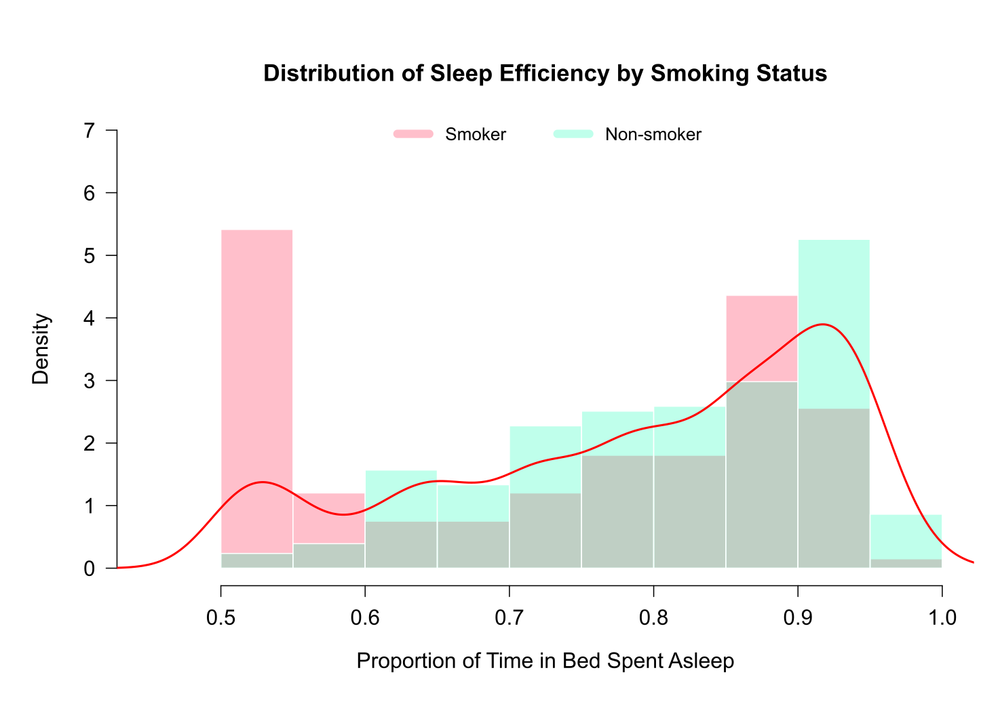 Distribution of Sleep Efficiency by Smoking Status
Smoker Non-smoker
7
6
5
4
3
2
1
0
Density
0.5 0.6 0.7 0.8 0.9 1.0
Proportion of Time in Bed Spent Asleep